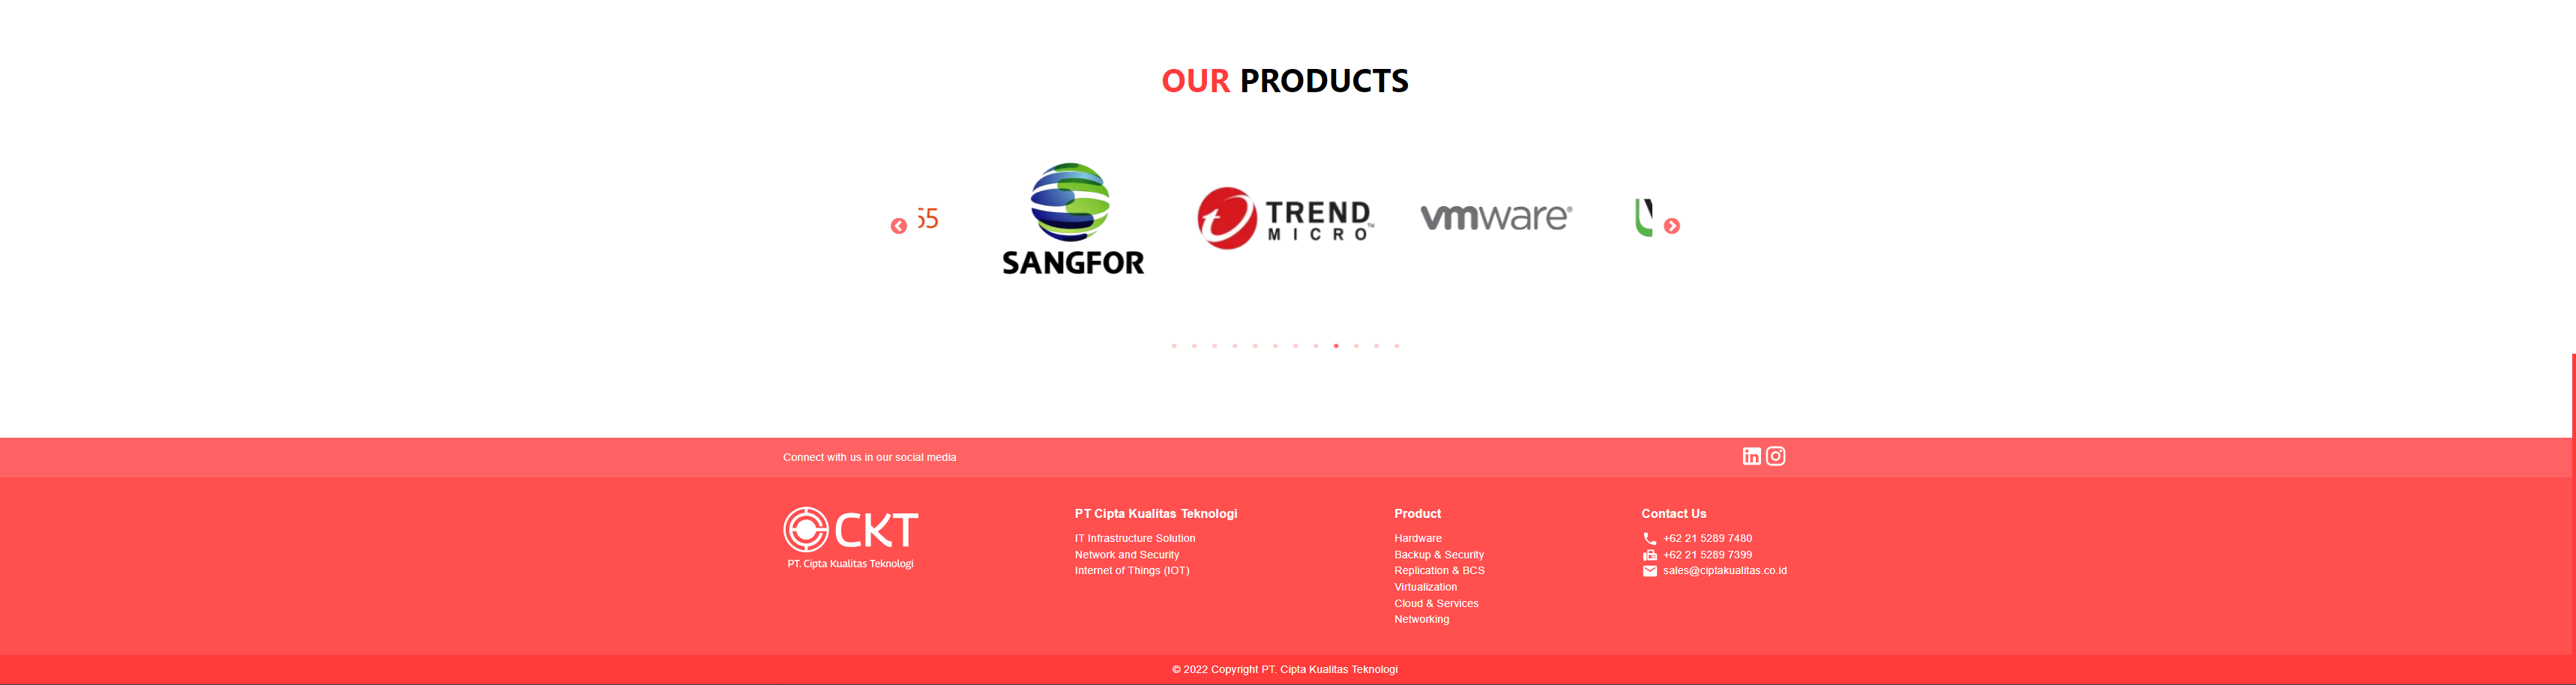 OUR PRODUCTS
SANGFOR
TREND
MICRO
TM
vmware®
Connect with us in our social media
CKT
PT. Cipta Kualitas Teknologi
PT Cipta Kualitas Teknologi
IT Infrastructure Solution
Network and Security
Internet of Things (IOT)
Product
Hardware
Backup & Security
Replication & BCS
Virtualization
Cloud & Services
Networking
Contact Us
+62 21 5289 7480
+62 21 5289 7399
sales@ciptakualitas.co.id
© 2022 Copyright PT. Cipta Kualitas Teknologi